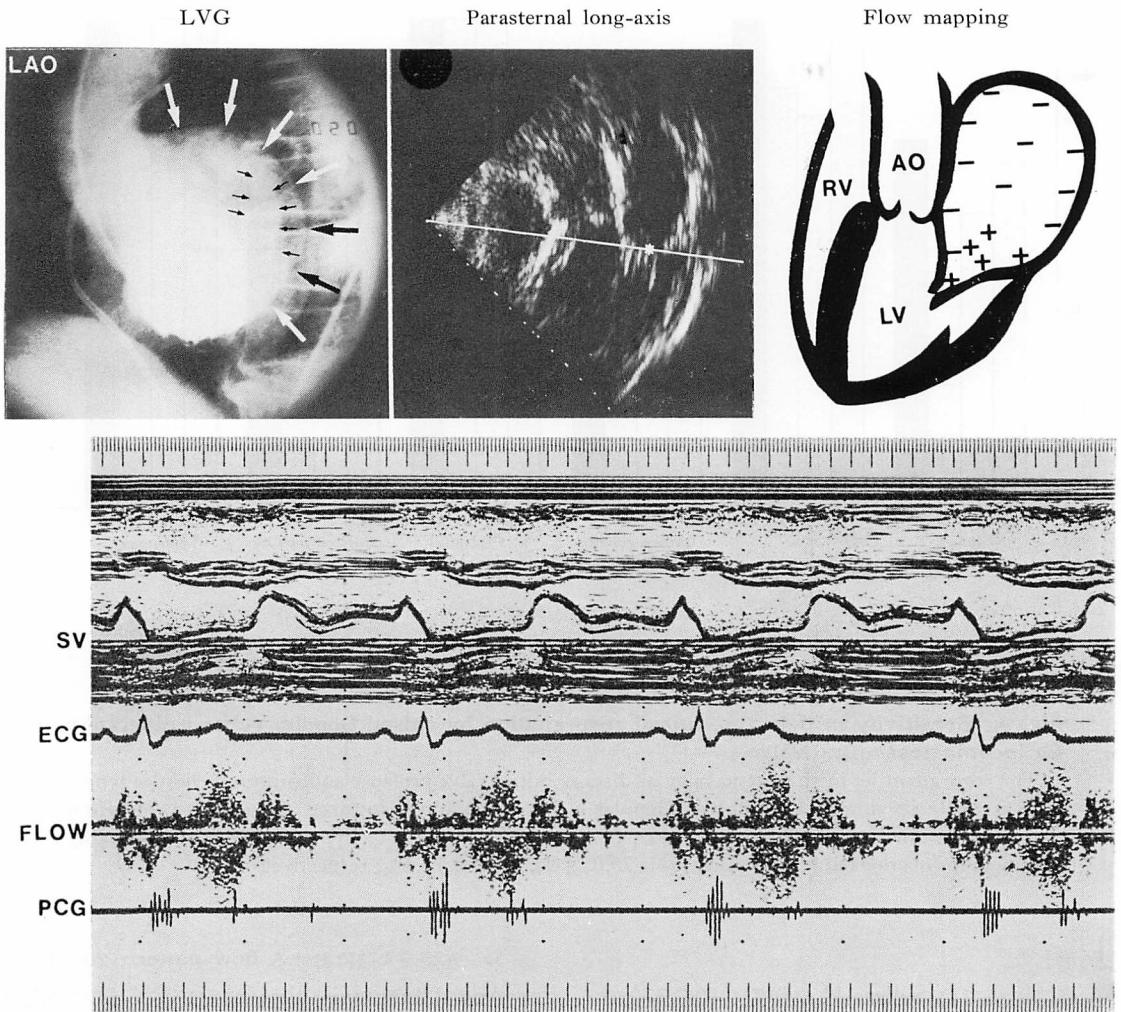 LVG Parasternal long-axis Flow mapping
LAO
RV AO
LV
SV
ECG
FLOW
PCG